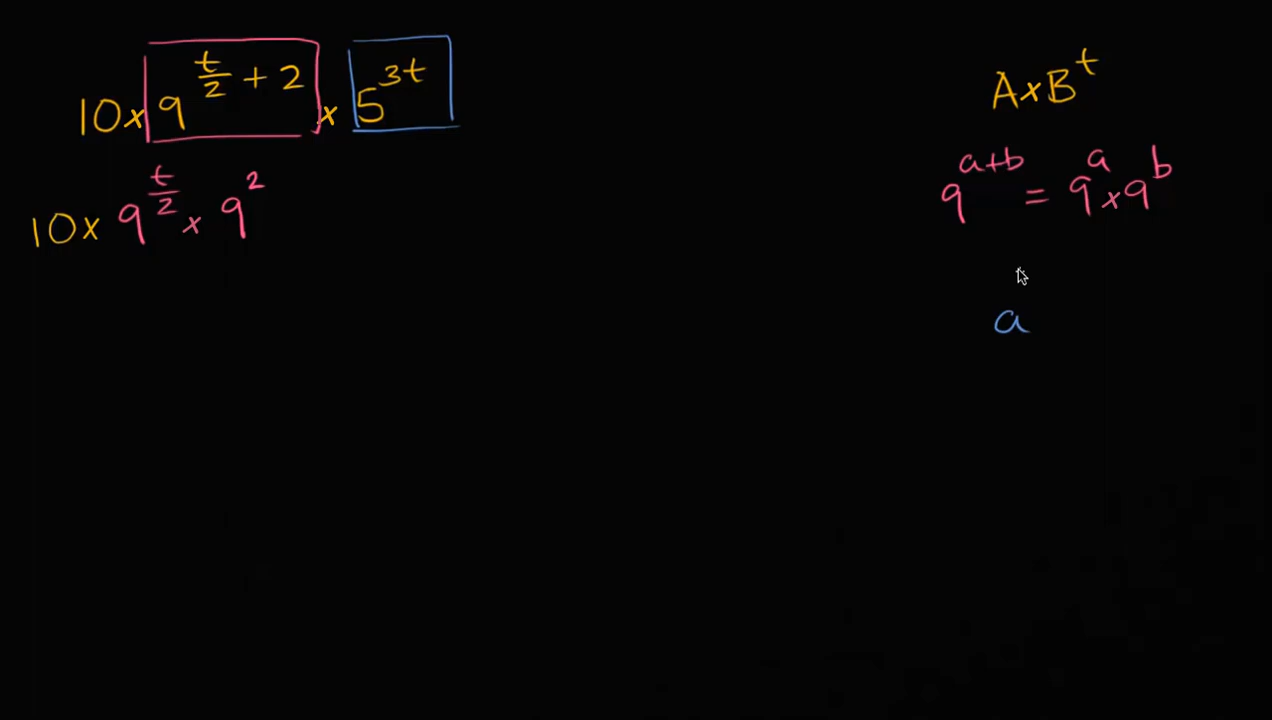 10 × 9^(t/2 + 2) × 5^(3t)
A × B^t
9^(a+b) = 9^a × 9^b
10 × 9^(t/2) × 9^2
a